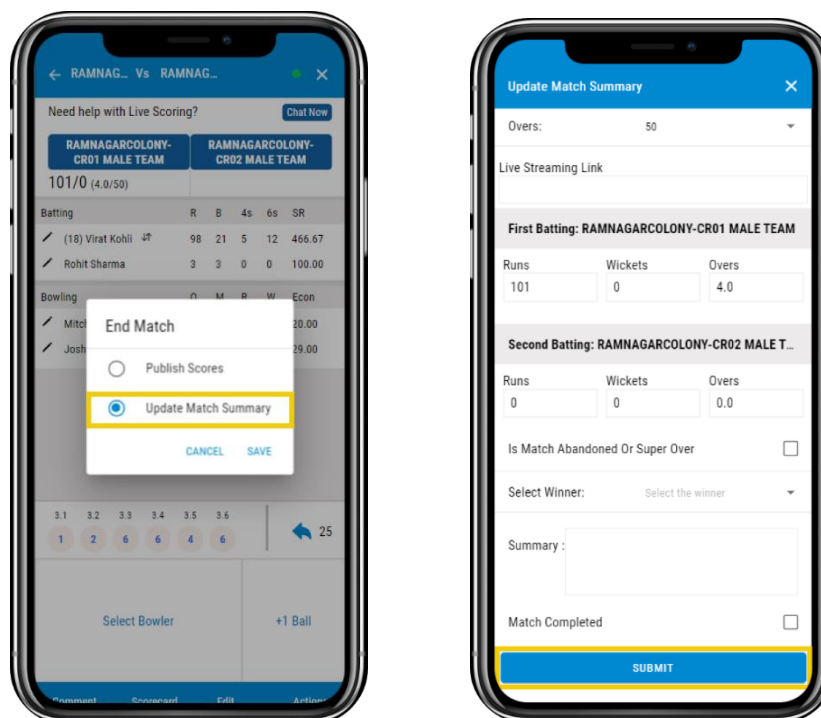 ← RAMNAG... Vs RAMNAG... ×
Need help with Live Scoring? Chat Now
RAMNAGARCOLONY-CR01 MALE TEAM
RAMNAGARCOLONY-CR02 MALE TEAM
101/0 (4.0/50)
Batting R B 4s 6s SR
(18) Virat Kohli 98 21 5 12 466.67
Rohit Sharma 3 3 0 0 100.00
Bowling O M R W Econ
Mitc 20.00
Josh 29.00
End Match
Publish Scores
Update Match Summary
CANCEL SAVE
3.1 3.2 3.3 3.4 3.5 3.6
1 2 6 6 4 6 25
Select Bowler +1 Ball
Comment Scorecard Edit Actions
Update Match Summary ×
Overs: 50
Live Streaming Link
First Batting: RAMNAGARCOLONY-CR01 MALE TEAM
Runs Wickets Overs
101 0 4.0
Second Batting: RAMNAGARCOLONY-CR02 MALE T...
Runs Wickets Overs
0 0 0.0
Is Match Abandoned Or Super Over
Select Winner: Select the winner
Summary :
Match Completed
SUBMIT